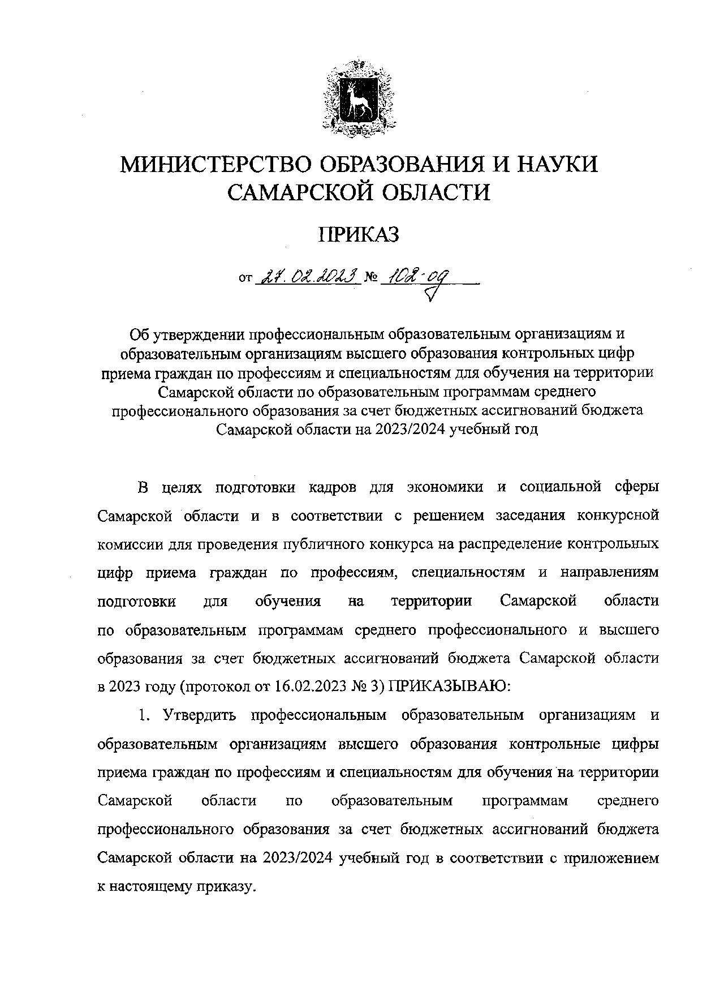 МИНИСТЕРСТВО ОБРАЗОВАНИЯ И НАУКИ
САМАРСКОЙ ОБЛАСТИ
ПРИКАЗ
от 27.02.2023 № 102-од
Об утверждении профессиональным образовательным организациям и
образовательным организациям высшего образования контрольных цифр
приема граждан по профессиям и специальностям для обучения на территории
Самарской области по образовательным программам среднего
профессионального образования за счет бюджетных ассигнований бюджета
Самарской области на 2023/2024 учебный год
В целях подготовки кадров для экономики и социальной сферы
Самарской области и в соответствии с решением заседания конкурсной
комиссии для проведения публичного конкурса на распределение контрольных
цифр приема граждан по профессиям, специальностям и направлениям
подготовки для обучения на территории Самарской области
по образовательным программам среднего профессионального и высшего
образования за счет бюджетных ассигнований бюджета Самарской области
в 2023 году (протокол от 16.02.2023 № 3) ПРИКАЗЫВАЮ:
1. Утвердить профессиональным образовательным организациям и
образовательным организациям высшего образования контрольные цифры
приема граждан по профессиям и специальностям для обучения на территории
Самарской области по образовательным программам среднего
профессионального образования за счет бюджетных ассигнований бюджета
Самарской области на 2023/2024 учебный год в соответствии с приложением
к настоящему приказу.